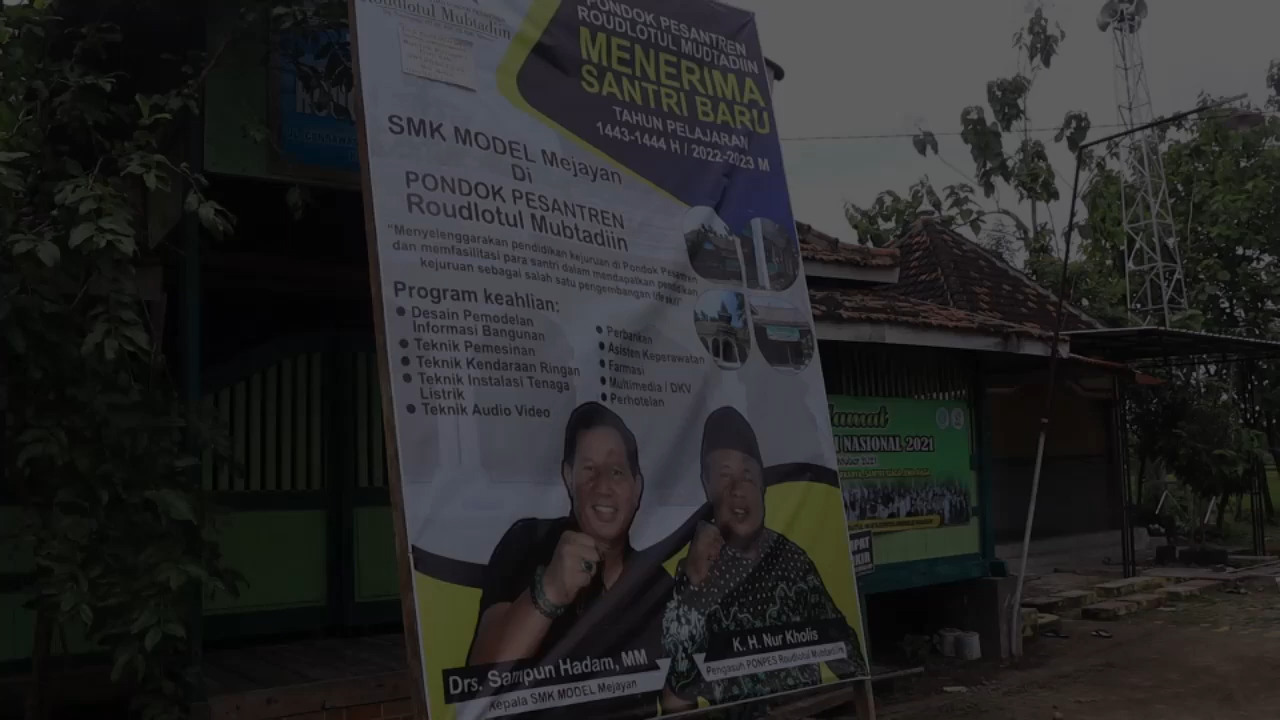 Roudlotul Mubtadiin
PONDOK PESANTREN
ROUDLOTUL MUDTADIIN
MENERIMA
SANTRI BARU
TAHUN PELAJARAN
1443-1444 H / 2022-2023 M
SMK MODEL Mejayan
Di
PONDOK PESANTREN
Roudlotul Mubtadiin
"Menyelenggarakan pendidikan kejuruan di Pondok Pesantren
dan memfasilitasi para santri dalam mendapatkan pendidikan
kejuruan sebagai salah satu pengembangan life skill"
Program keahlian:
• Desain Pemodelan
Informasi Bangunan
• Teknik Pemesinan
• Teknik Kendaraan Ringan
• Teknik Instalasi Tenaga
Listrik
• Teknik Audio Video
• Perbankan
• Asisten Keperawatan
• Farmasi
• Multimedia / DKV
• Perhotelan
Drs. Sampun Hadam, MM
Kepala SMK MODEL Mejayan
K. H. Nur Kholis
Pengasuh PONPES Roudlotul Mubtadiin
lamat
NASIONAL 2021